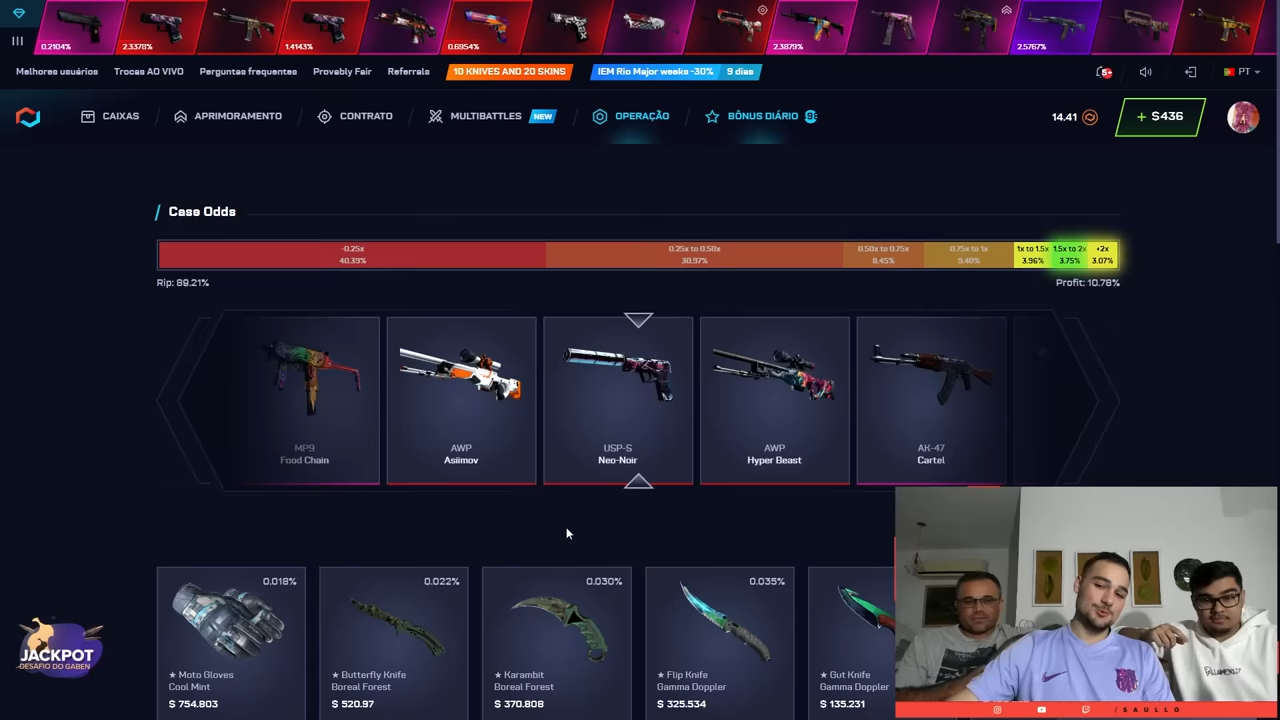 0.2104%
2.3378%
1.4143%
0.6954%
2.3879%
2.5767%
Melhores usuários
Trocas AO VIVO
Perguntas frequentes
Provably Fair
Referrals
10 KNIVES AND 20 SKINS
IEM Rio Major weeks -30%
9 dias
5+
PT
CAIXAS
APRIMORAMENTO
CONTRATO
MULTIBATTLES
NEW
OPERAÇÃO
BÔNUS DIÁRIO
14.41
+ $436
Case Odds
-0.25x
40.39%
0.25x to 0.50x
30.97%
0.50x to 0.75x
8.45%
0.75x to 1x
9.40%
1x to 1.5x
3.96%
1.5x to 2x
3.75%
+2x
3.07%
Rip: 89.21%
Profit: 10.78%
MP9
Food Chain
AWP
Asiimov
USP-S
Neo-Noir
AWP
Hyper Beast
AK-47
Cartel
0.018%
★ Moto Gloves
Cool Mint
$ 754.803
0.022%
★ Butterfly Knife
Boreal Forest
$ 520.97
0.030%
★ Karambit
Boreal Forest
$ 370.808
0.035%
★ Flip Knife
Gamma Doppler
$ 325.534
★ Gut Knife
Gamma Doppler
$ 135.231
JACKPOT
DESAFIO DO GABEN
/ SAULLO